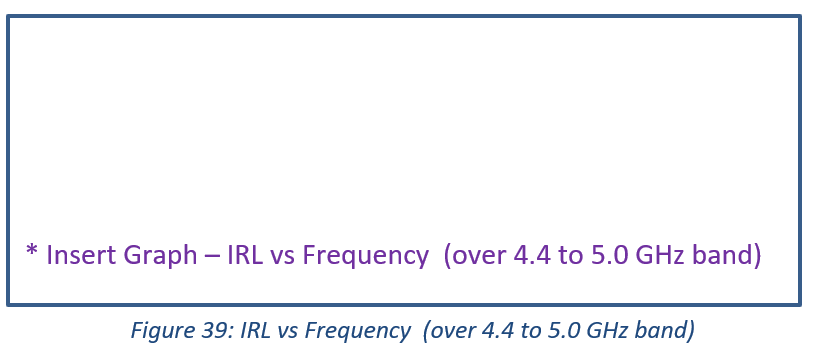 * Insert Graph – IRL vs Frequency  (over 4.4 to 5.0 GHz band)
Figure 39: IRL vs Frequency  (over 4.4 to 5.0 GHz band)